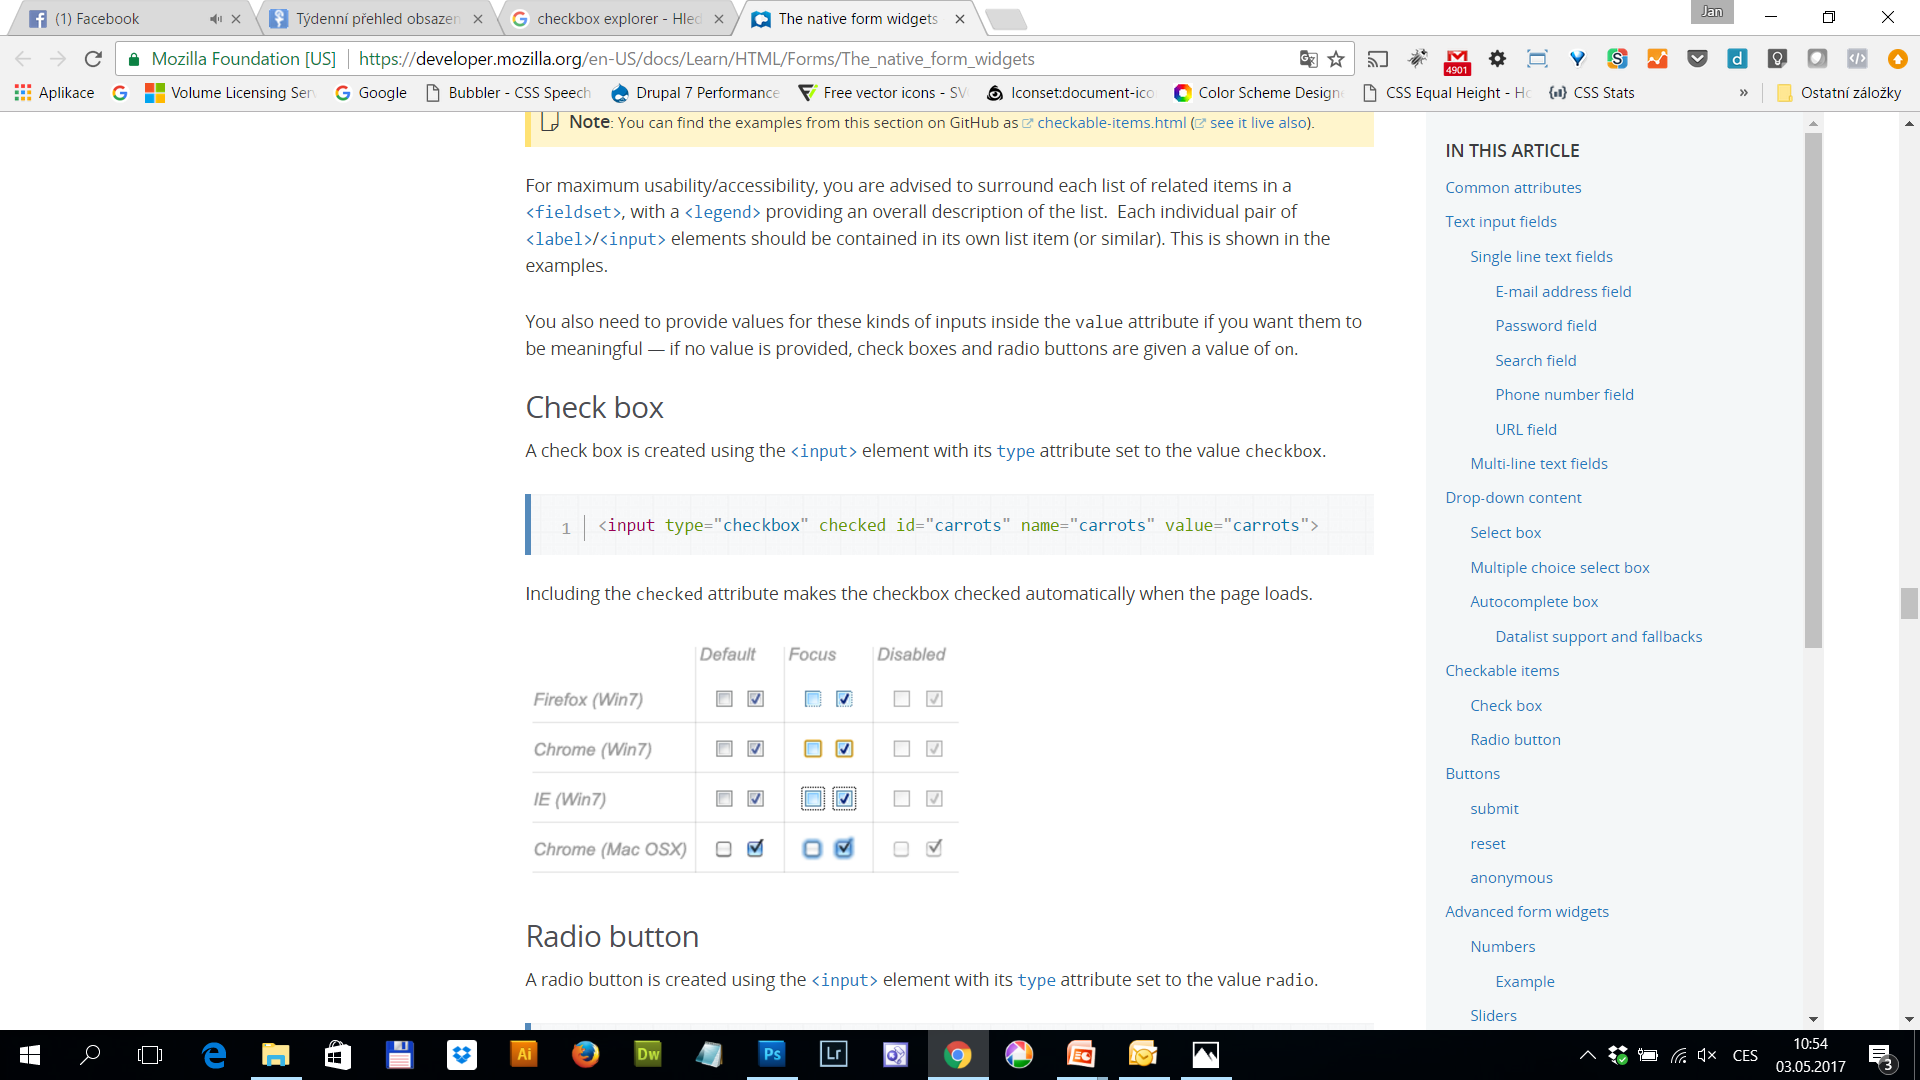 (1) Facebook
Týdenní přehled obsazen
checkbox explorer - Hled
The native form widgets
Jan
Mozilla Foundation [US]
https://developer.mozilla.org/en-US/docs/Learn/HTML/Forms/The_native_form_widgets
4901
Aplikace
Volume Licensing Ser
Google
Bubbler - CSS Speech
Drupal 7 Performance
Free vector icons - SV
Iconset:document-ico
Color Scheme Design
CSS Equal Height - H
CSS Stats
»
Ostatní záložky
Note: You can find the examples from this section on GitHub as checkable-items.html (see it live also).
For maximum usability/accessibility, you are advised to surround each list of related items in a
<fieldset>, with a <legend> providing an overall description of the list. Each individual pair of
<label>/<input> elements should be contained in its own list item (or similar). This is shown in the
examples.
You also need to provide values for these kinds of inputs inside the value attribute if you want them to
be meaningful — if no value is provided, check boxes and radio buttons are given a value of on.
Check box
A check box is created using the <input> element with its type attribute set to the value checkbox.
1 <input type="checkbox" checked id="carrots" name="carrots" value="carrots">
Including the checked attribute makes the checkbox checked automatically when the page loads.
Default Focus Disabled
Firefox (Win7)
Chrome (Win7)
IE (Win7)
Chrome (Mac OSX)
Radio button
A radio button is created using the <input> element with its type attribute set to the value radio.
IN THIS ARTICLE
Common attributes
Text input fields
Single line text fields
E-mail address field
Password field
Search field
Phone number field
URL field
Multi-line text fields
Drop-down content
Select box
Multiple choice select box
Autocomplete box
Datalist support and fallbacks
Checkable items
Check box
Radio button
Buttons
submit
reset
anonymous
Advanced form widgets
Numbers
Example
Sliders
Ai
Dw
Ps
Lr
CES
10:54
03.05.2017
3